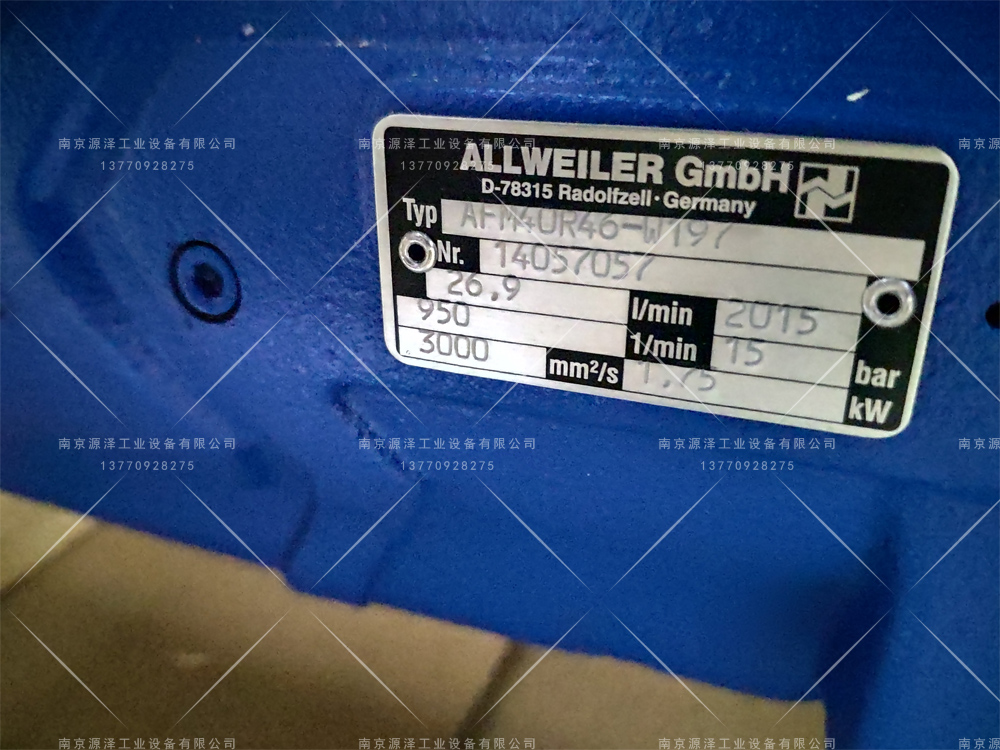 ALLWEILER GmbH
D-78315 Radolfzell·Germany
Typ AFM40R46-W197
Nr. 14057057
26.9 l/min 2015
950 1/min 15 bar
3000 mm²/s 1.75 kW
南京源泽工业设备有限公司
13770928275